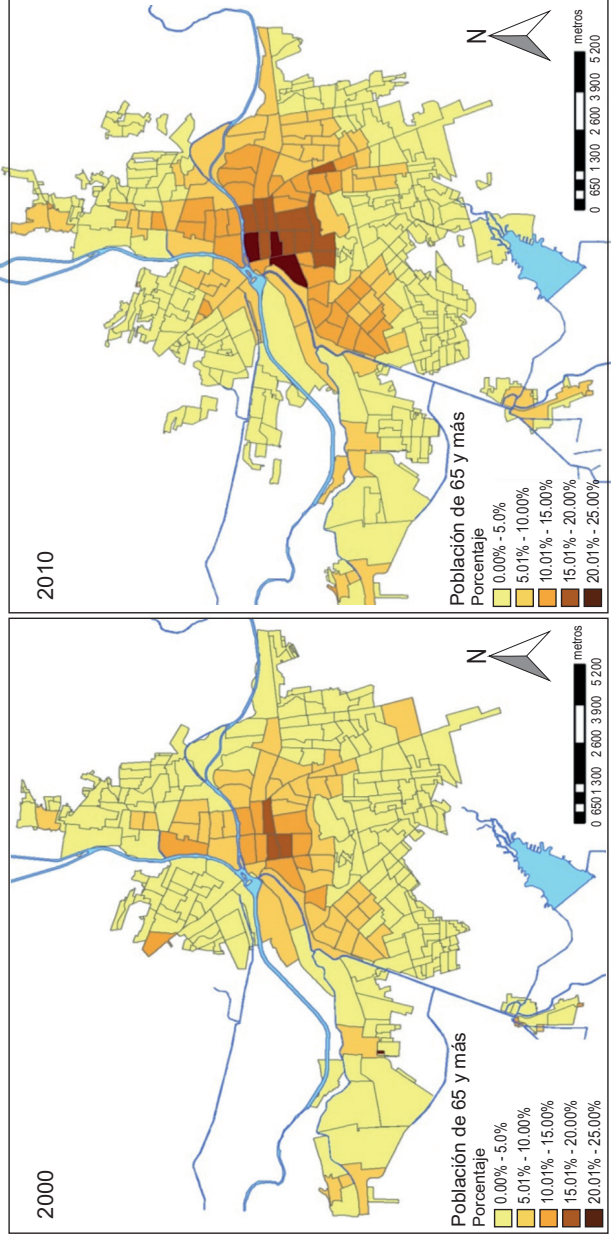 2000
Población de 65 y más
Porcentaje
0.00% - 5.0%
5.01% - 10.00%
10.01% - 15.00%
15.01% - 20.00%
20.01% - 25.00%
N
metros
0 650 1 300 2 600 3 900 5 200
2010
Población de 65 y más
Porcentaje
0.00% - 5.0%
5.01% - 10.00%
10.01% - 15.00%
15.01% - 20.00%
20.01% - 25.00%
N
metros
0 650 1 300 2 600 3 900 5 200